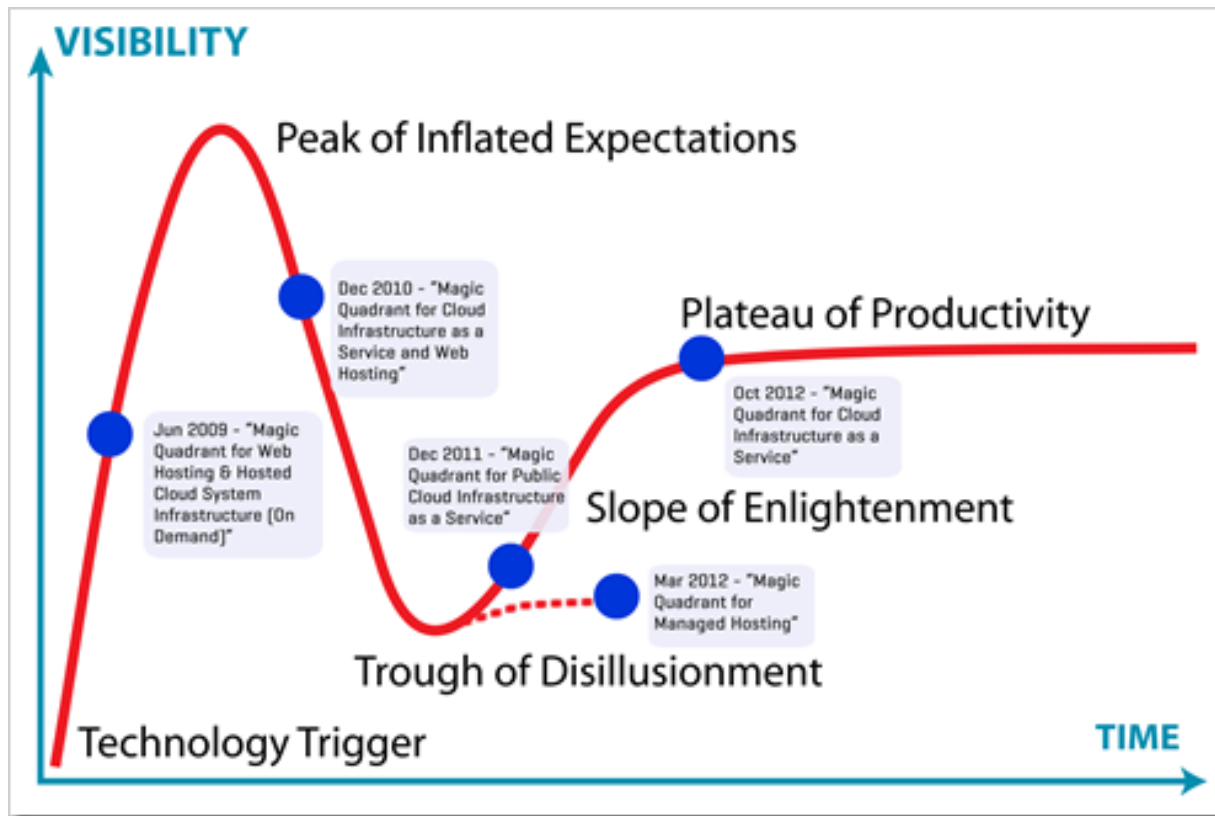 VISIBILITY
Peak of Inflated Expectations
Dec 2010 - “Magic
Quadrant for Cloud
Infrastructure as a
Service and Web
Hosting”
Plateau of Productivity
Jun 2009 - “Magic
Quadrant for Web
Hosting & Hosted
Cloud System
Infrastructure (On
Demand)”
Dec 2011 - “Magic
Quadrant for Public
Cloud Infrastructure
as a Service”
Oct 2012 - “Magic
Quadrant for Cloud
Infrastructure as a
Service”
Slope of Enlightenment
Mar 2012 - “Magic
Quadrant for
Managed Hosting”
Trough of Disillusionment
Technology Trigger
TIME